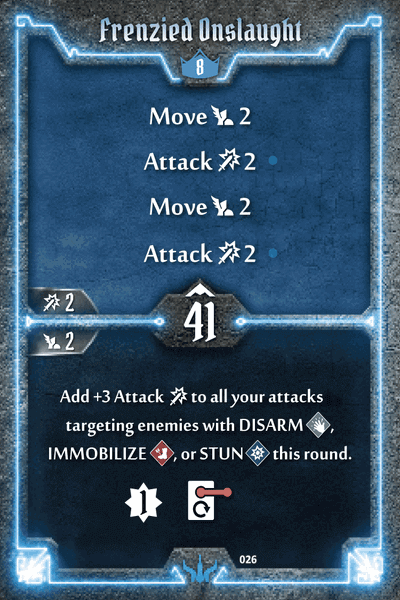 Frenzied Onslaught
8
Move 2
Attack 2
Move 2
Attack 2
2
41
2
Add +3 Attack to all your attacks
targeting enemies with DISARM ,
IMMOBILIZE , or STUN this round.
1
026